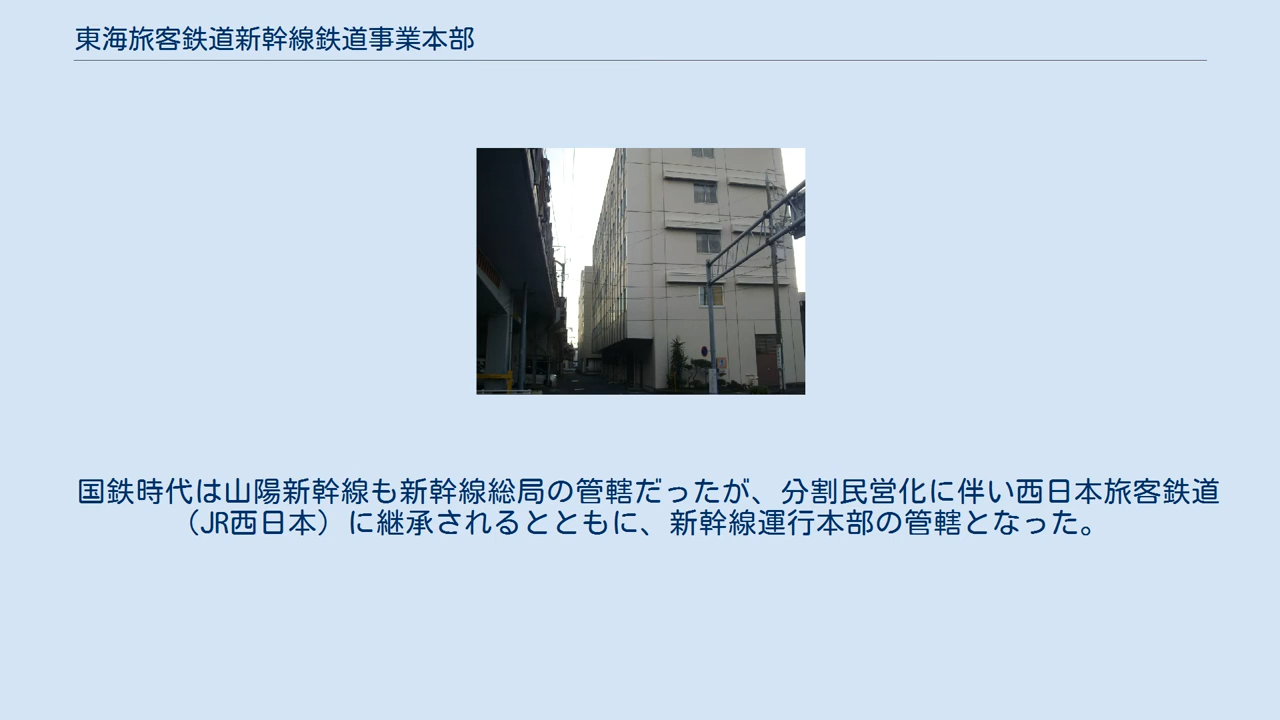 東海旅客鉄道新幹線鉄道事業本部
国鉄時代は山陽新幹線も新幹線総局の管轄だったが、分割民営化に伴い西日本旅客鉄道
（JR西日本）に継承されるとともに、新幹線運行本部の管轄となった。